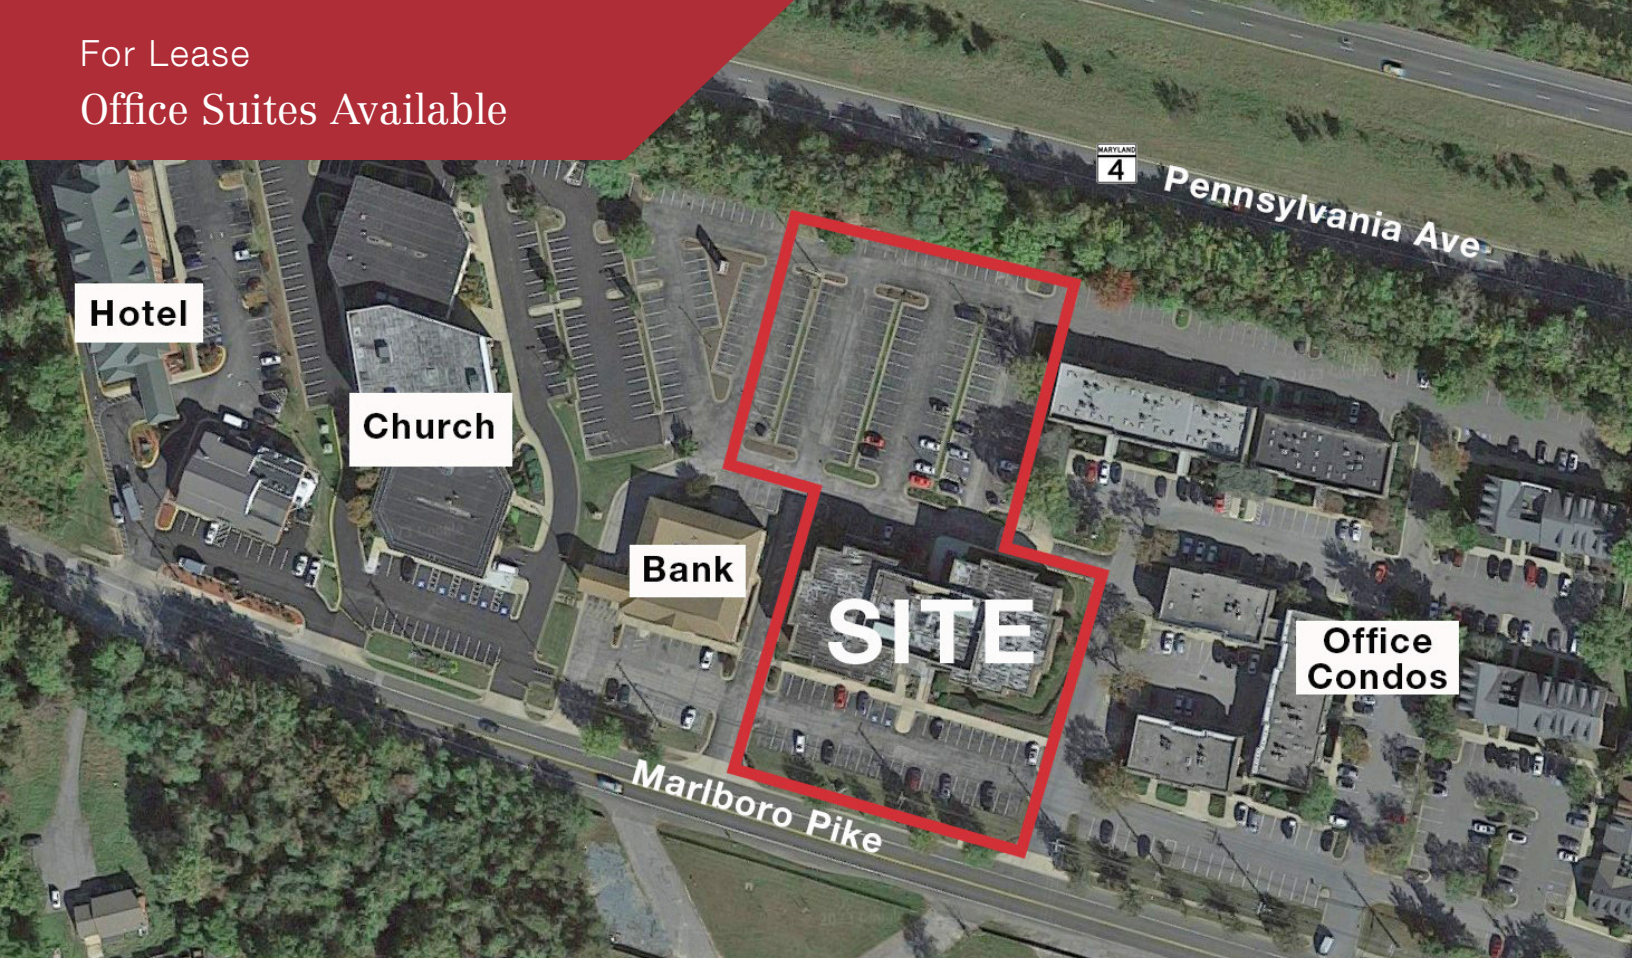 For Lease
Office Suites Available
MARYLAND
4
Pennsylvania Ave
Hotel
Church
Bank
SITE
Office
Condos
Marlboro Pike